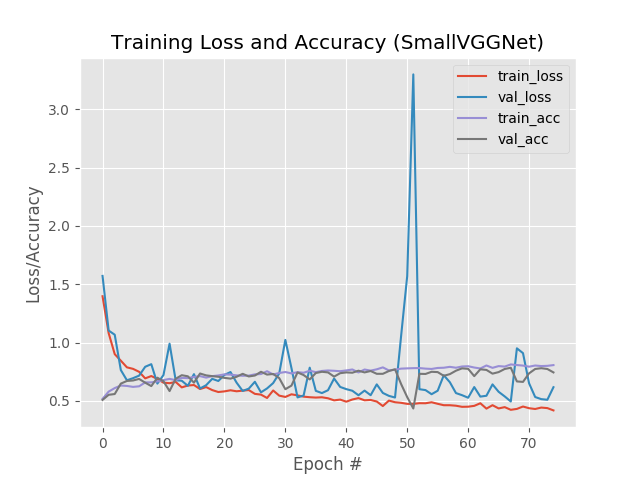 Training Loss and Accuracy (SmallVGGNet)
train_loss
val_loss
train_acc
val_acc
3.0
2.5
2.0
1.5
1.0
0.5
Loss/Accuracy
0 10 20 30 40 50 60 70
Epoch #